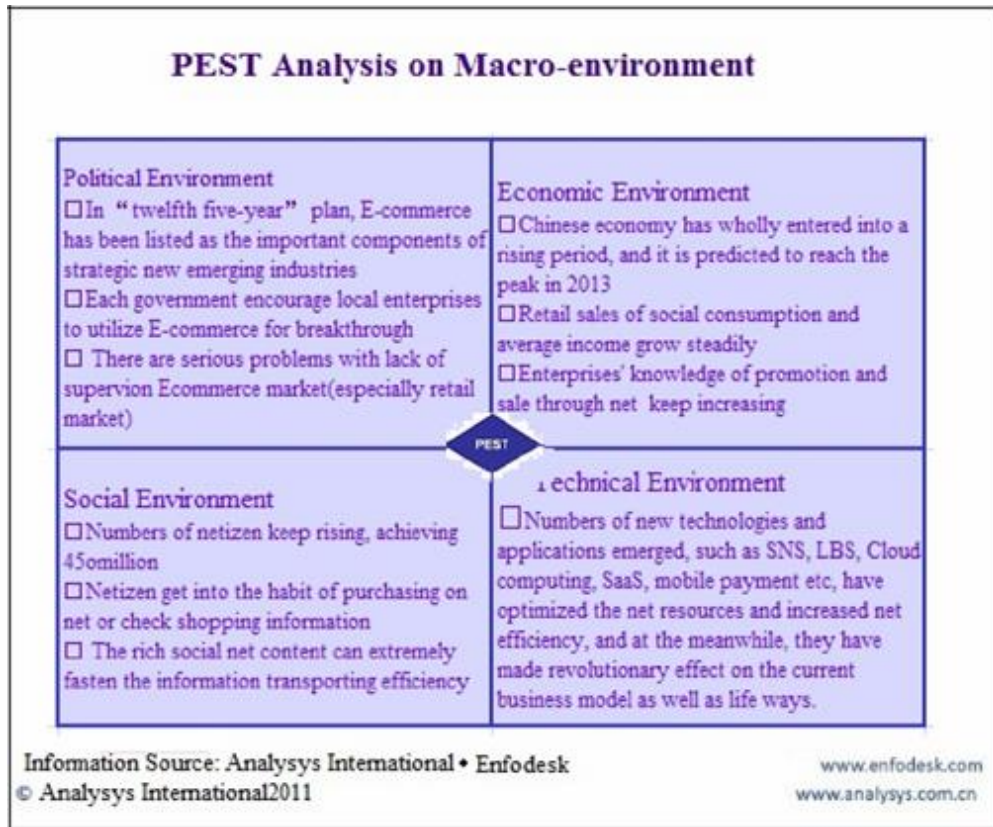 PEST Analysis on Macro-environment
Political Environment
□In “twelfth five-year” plan, E-commerce
has been listed as the important components of
strategic new emerging industries
□Each government encourage local enterprises
to utilize E-commerce for breakthrough
□ There are serious problems with lack of
supervion Ecommerce market(especially retail
market)
Economic Environment
□Chinese economy has wholly entered into a
rising period, and it is predicted to reach the
peak in 2013
□Retail sales of social consumption and
average income grow steadily
□Enterprises' knowledge of promotion and
sale through net keep increasing
PEST
Social Environment
□Numbers of netizen keep rising, achieving
45omillion
□Netizen get into the habit of purchasing on
net or check shopping information
□ The rich social net content can extremely
fasten the information transporting efficiency
Technical Environment
□Numbers of new technologies and
applications emerged, such as SNS, LBS, Cloud
computing, SaaS, mobile payment etc, have
optimized the net resources and increased net
efficiency, and at the meanwhile, they have
made revolutionary effect on the current
business model as well as life ways.
Information Source: Analysys International • Enfodesk
© Analysys International2011
www.enfodesk.com
www.analysys.com.cn